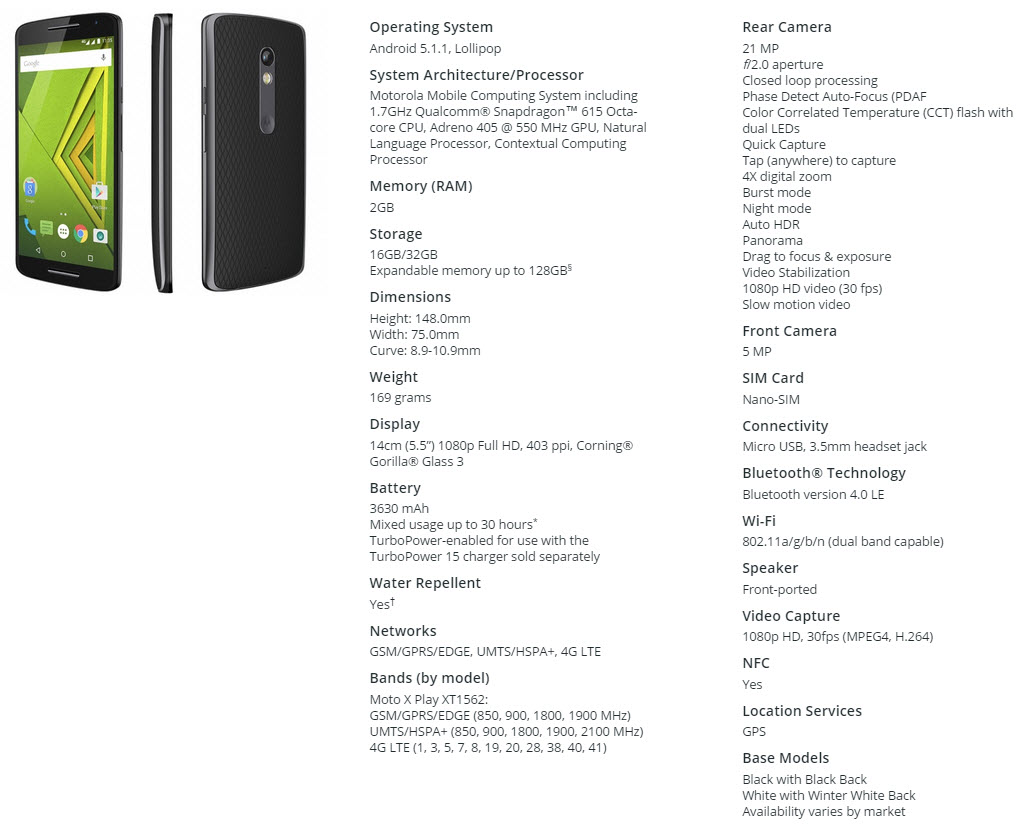 Google
Operating System
Android 5.1.1, Lollipop
System Architecture/Processor
Motorola Mobile Computing System including
1.7GHz Qualcomm® Snapdragon™ 615 Octa-
core CPU, Adreno 405 @ 550 MHz GPU, Natural
Language Processor, Contextual Computing
Processor
Memory (RAM)
2GB
Storage
16GB/32GB
Expandable memory up to 128GB§
Dimensions
Height: 148.0mm
Width: 75.0mm
Curve: 8.9-10.9mm
Weight
169 grams
Display
14cm (5.5”) 1080p Full HD, 403 ppi, Corning®
Gorilla® Glass 3
Battery
3630 mAh
Mixed usage up to 30 hours*
TurboPower-enabled for use with the
TurboPower 15 charger sold separately
Water Repellent
Yes†
Networks
GSM/GPRS/EDGE, UMTS/HSPA+, 4G LTE
Bands (by model)
Moto X Play XT1562:
GSM/GPRS/EDGE (850, 900, 1800, 1900 MHz)
UMTS/HSPA+ (850, 900, 1800, 1900, 2100 MHz)
4G LTE (1, 3, 5, 7, 8, 19, 20, 28, 38, 40, 41)
Rear Camera
21 MP
f/2.0 aperture
Closed loop processing
Phase Detect Auto-Focus (PDAF
Color Correlated Temperature (CCT) flash with
dual LEDs
Quick Capture
Tap (anywhere) to capture
4X digital zoom
Burst mode
Night mode
Auto HDR
Panorama
Drag to focus & exposure
Video Stabilization
1080p HD video (30 fps)
Slow motion video
Front Camera
5 MP
SIM Card
Nano-SIM
Connectivity
Micro USB, 3.5mm headset jack
Bluetooth® Technology
Bluetooth version 4.0 LE
Wi-Fi
802.11a/g/b/n (dual band capable)
Speaker
Front-ported
Video Capture
1080p HD, 30fps (MPEG4, H.264)
NFC
Yes
Location Services
GPS
Base Models
Black with Black Back
White with Winter White Back
Availability varies by market